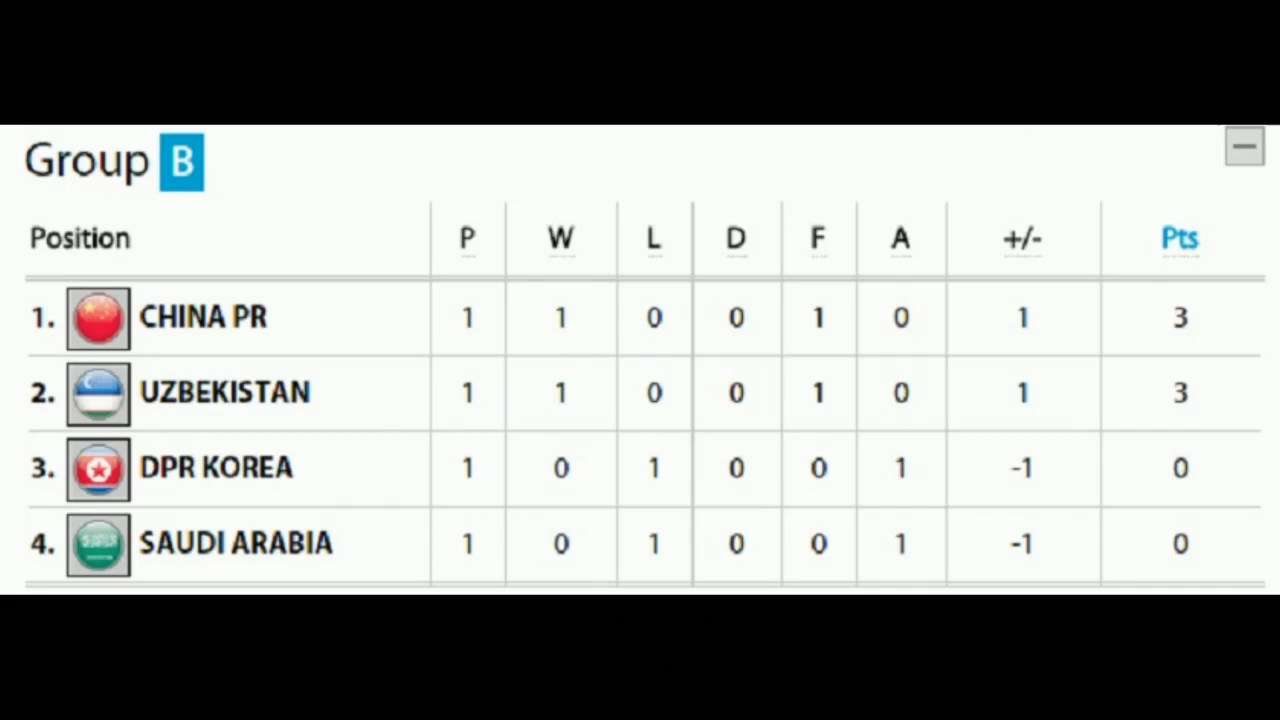 Group B
Position P W L D F A +/- Pts
1. CHINA PR 1 1 0 0 1 0 1 3
2. UZBEKISTAN 1 1 0 0 1 0 1 3
3. DPR KOREA 1 0 1 0 0 1 -1 0
4. SAUDI ARABIA 1 0 1 0 0 1 -1 0